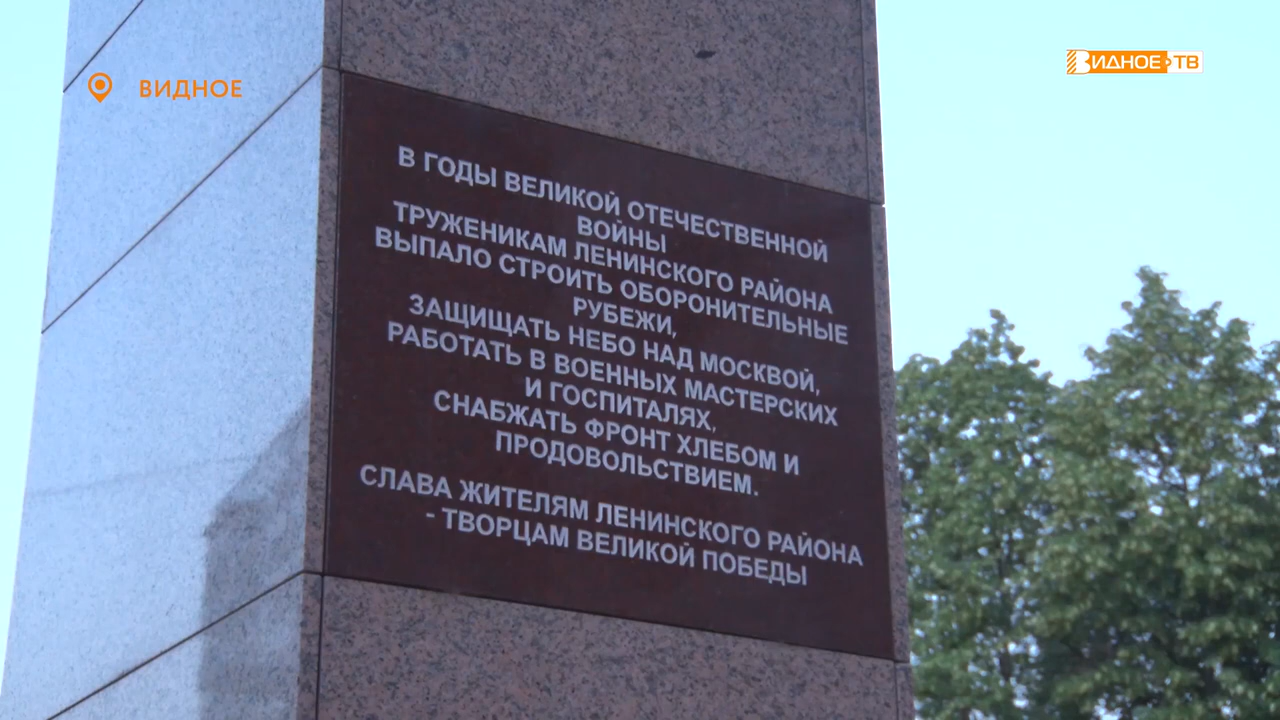 ВИДНОЕ
ВИДНОЕ ТВ
В ГОДЫ ВЕЛИКОЙ ОТЕЧЕСТВЕННОЙ
ВОЙНЫ
ТРУЖЕНИКАМ ЛЕНИНСКОГО РАЙОНА
ВЫПАЛО СТРОИТЬ ОБОРОНИТЕЛЬНЫЕ
РУБЕЖИ,
ЗАЩИЩАТЬ НЕБО НАД МОСКВОЙ,
РАБОТАТЬ В ВОЕННЫХ МАСТЕРСКИХ
И ГОСПИТАЛЯХ,
СНАБЖАТЬ ФРОНТ ХЛЕБОМ И
ПРОДОВОЛЬСТВИЕМ.
СЛАВА ЖИТЕЛЯМ ЛЕНИНСКОГО РАЙОНА
- ТВОРЦАМ ВЕЛИКОЙ ПОБЕДЫ